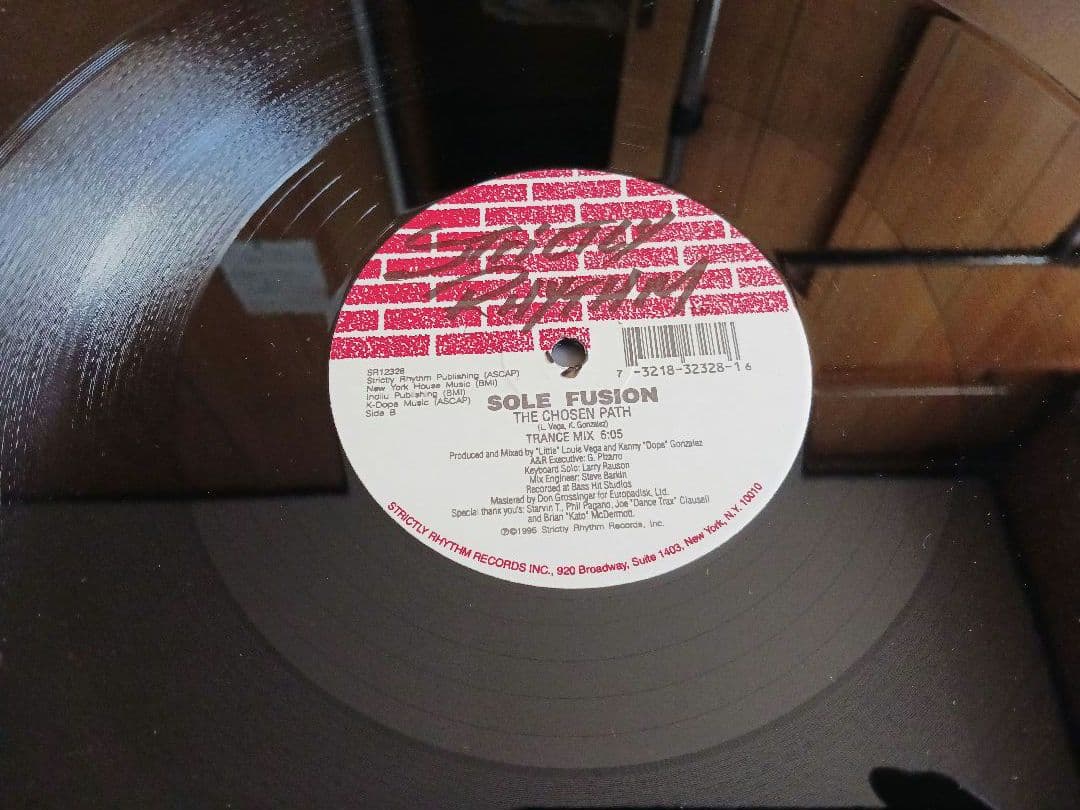 STRICTLY
RHYTHM
SR12328
Strictly Rhythm Publishing (ASCAP)
New York House Music (BMI)
Indilu Publishing (BMI)
K-Dope Music (ASCAP)
Side B
7 -3218-32328-1 6
SOLE FUSION
THE CHOSEN PATH
(L. Vega, K. Gonzalez)
TRANCE MIX 6:05
Produced and Mixed by "Little" Louie Vega and Kenny "Dope" Gonzalez
A&R Executive: G. Pizarro
Keyboard Solo: Larry Rauson
Mix Engineer: Steve Barkin
Recorded at Bass Hit Studios
Mastered by Don Grossinger for Europadisk, Ltd.
Special thank you's: Starvin T., Phil Pagano, Joe "Dance Trax" Clausell
and Brian "Kato" McDermott.
℗©1995 Strictly Rhythm Records, Inc.
STRICTLY RHYTHM RECORDS INC., 920 Broadway, Suite 1403, New York, N.Y. 10010